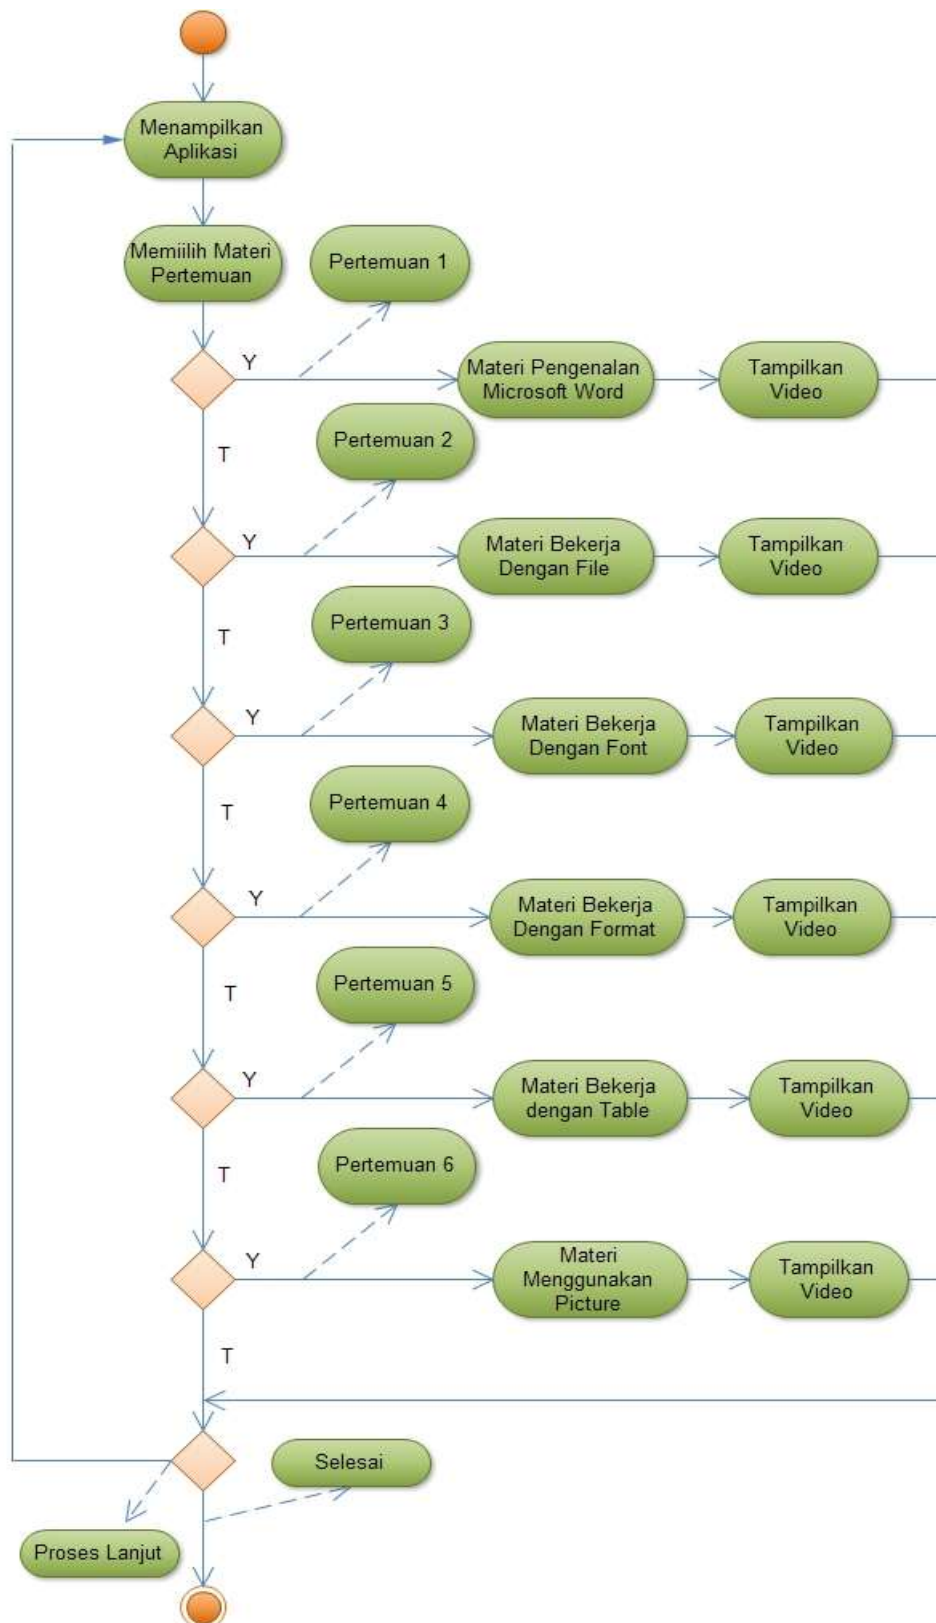 Menampilkan
Aplikasi
Memiilih Materi
Pertemuan
Pertemuan 1
Y
Materi Pengenalan
Microsoft Word
Tampilkan
Video
T
Pertemuan 2
Y
Materi Bekerja
Dengan File
Tampilkan
Video
T
Pertemuan 3
Y
Materi Bekerja
Dengan Font
Tampilkan
Video
T
Pertemuan 4
Y
Materi Bekerja
Dengan Format
Tampilkan
Video
T
Pertemuan 5
Y
Materi Bekerja
dengan Table
Tampilkan
Video
T
Pertemuan 6
Y
Materi
Menggunakan
Picture
Tampilkan
Video
T
Selesai
Proses Lanjut